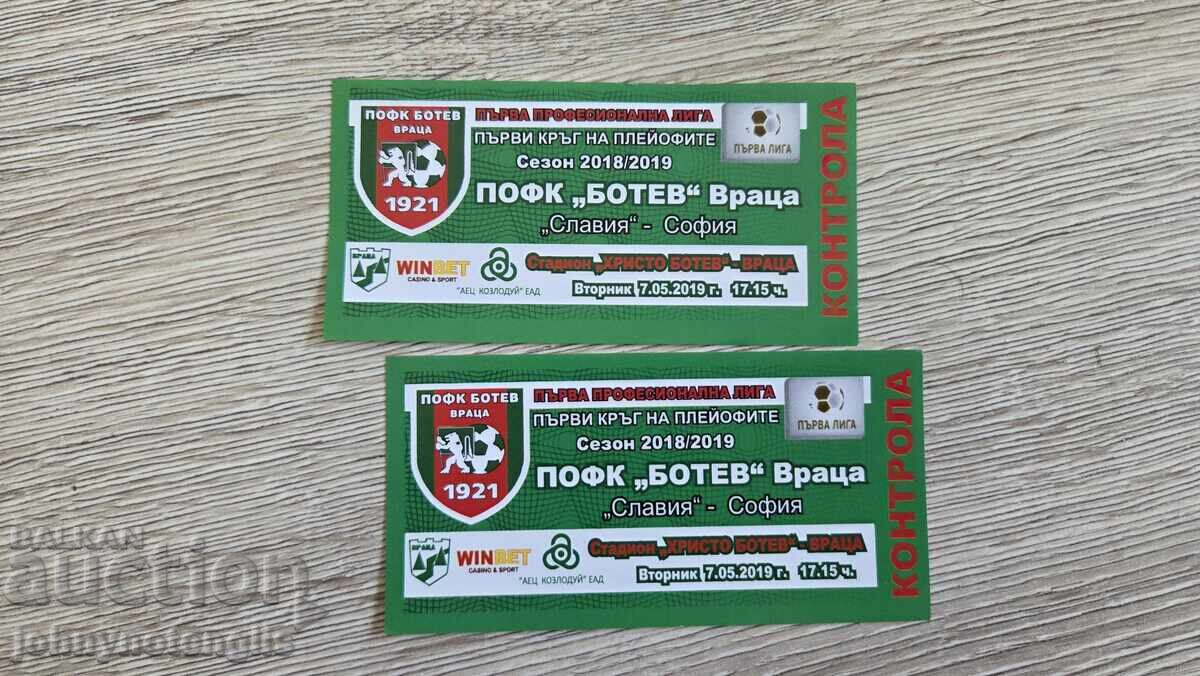 ПОФК БОТЕВ
ВРАЦА
1921
ПЪРВА ПРОФЕСИОНАЛНА ЛИГА
ПЪРВИ КРЪГ НА ПЛЕЙОФИТЕ
Сезон 2018/2019
ПЪРВА ЛИГА
ПОФК „БОТЕВ“ Враца
„Славия“ - София
ВРАЦА
WINBET
CASINO & SPORT
"АЕЦ КОЗЛОДУЙ" ЕАД
Стадион „ХРИСТО БОТЕВ“ - ВРАЦА
Вторник 7.05.2019 г. 17.15 ч.
КОНТРОЛА
ПОФК БОТЕВ
ВРАЦА
1921
ПЪРВА ПРОФЕСИОНАЛНА ЛИГА
ПЪРВИ КРЪГ НА ПЛЕЙОФИТЕ
Сезон 2018/2019
ПЪРВА ЛИГА
ПОФК „БОТЕВ“ Враца
„Славия“ - София
ВРАЦА
WINBET
CASINO & SPORT
"АЕЦ КОЗЛОДУЙ" ЕАД
Стадион „ХРИСТО БОТЕВ“ - ВРАЦА
Вторник 7.05.2019 г. 17.15 ч.
КОНТРОЛА
BALKAN
auction
johnynotenglis